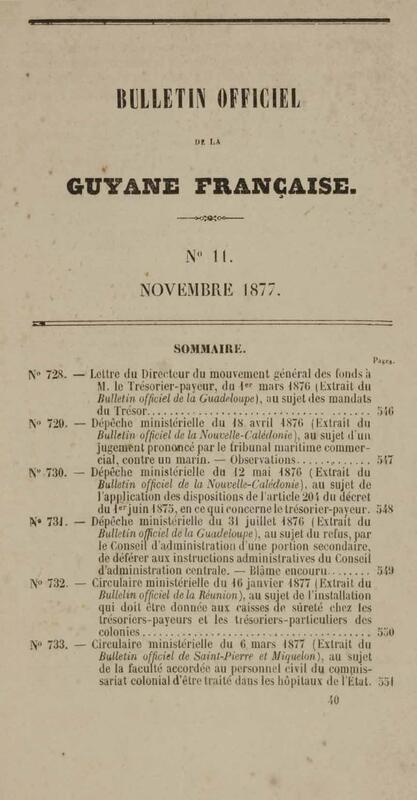 BULLETIN OFFICIEL
DE LA
GUYANE FRANÇAISE.
N° 11.
NOVEMBRE 1877.
SOMMAIRE.
Pages.
N° 728. — Lettre du Directeur du mouvement général des fonds à
M. le Trésorier-payeur, du 1er mars 1876 (Extrait du
Bulletin officiel de la Guadeloupe), au sujet des mandats
du Trésor........ 546
N° 729. — Dépêche ministérielle du 18 avril 1876 (Extrait du
Bulletin officiel de la Nouvelle-Calédonie), au sujet d'un
jugement prononcé par le tribunal maritime commer-
cial, contre un marin. — Observations........ 547
N° 730. — Dépêche ministérielle du 12 mai 1876 (Extrait du
Bulletin officiel de la Nouvelle-Calédonie), au sujet de
l'application des dispositions de l'article 204 du décret
du 1er juin 1875, en ce qui concerne le trésorier-payeur. 548
N° 731. — Dépêche ministérielle du 31 juillet 1876 (Extrait du
Bulletin officiel de la Guadeloupe), au sujet du refus, par
le Conseil d'administration d'une portion secondaire,
de déférer aux instructions administratives du Conseil
d'administration centrale. — Blâme encouru....... 549
N° 732. — Circulaire ministérielle du 16 janvier 1877 (Extrait du
Bulletin officiel de la Réunion), au sujet de l'installation
qui doit être donnée aux caisses de sûreté chez les
trésoriers-payeurs et les trésoriers-particuliers des
colonies........ 550
N° 733. — Circulaire ministérielle du 6 mars 1877 (Extrait du
Bulletin officiel de Saint-Pierre et Miquelon), au sujet
de la faculté accordée au personnel civil du commis-
sariat colonial d'être traité dans les hôpitaux de l'État. 551
40